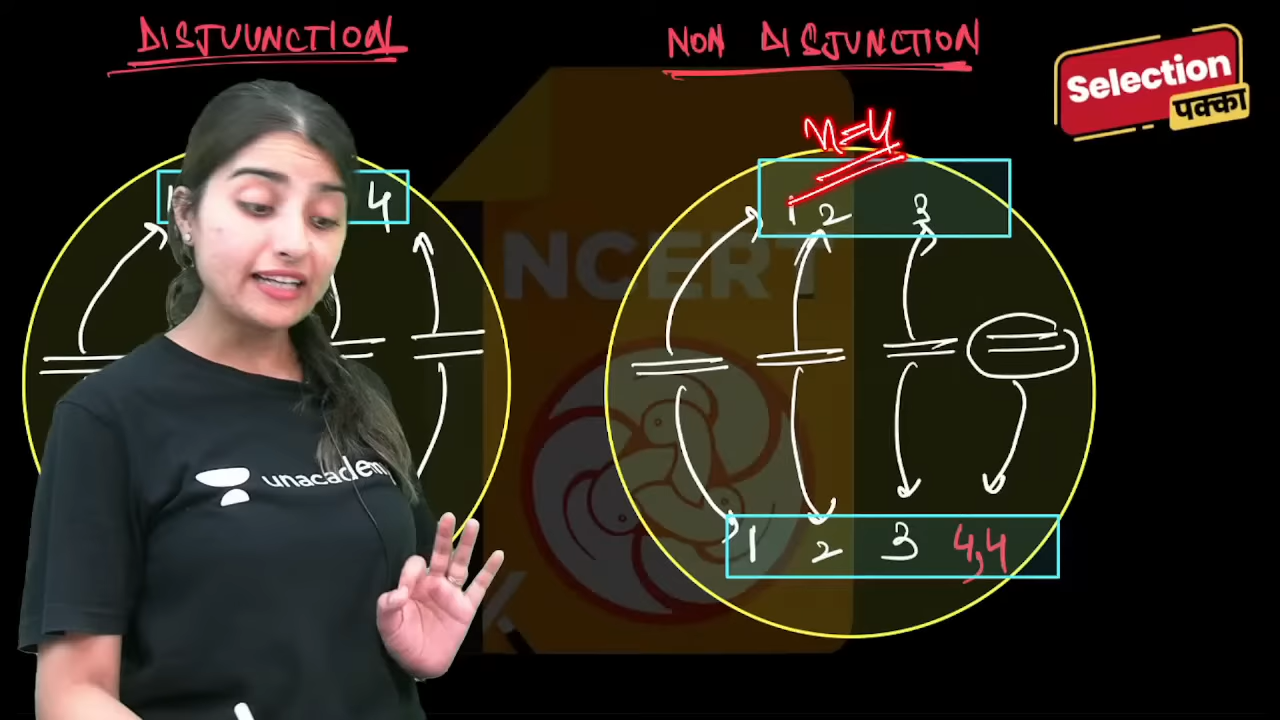 DISJUUNCTION
NON DISJUNCTION
Selection
पक्का
n=4
4
1 2 3
NCERT
unacadem
1 2 3 4,4